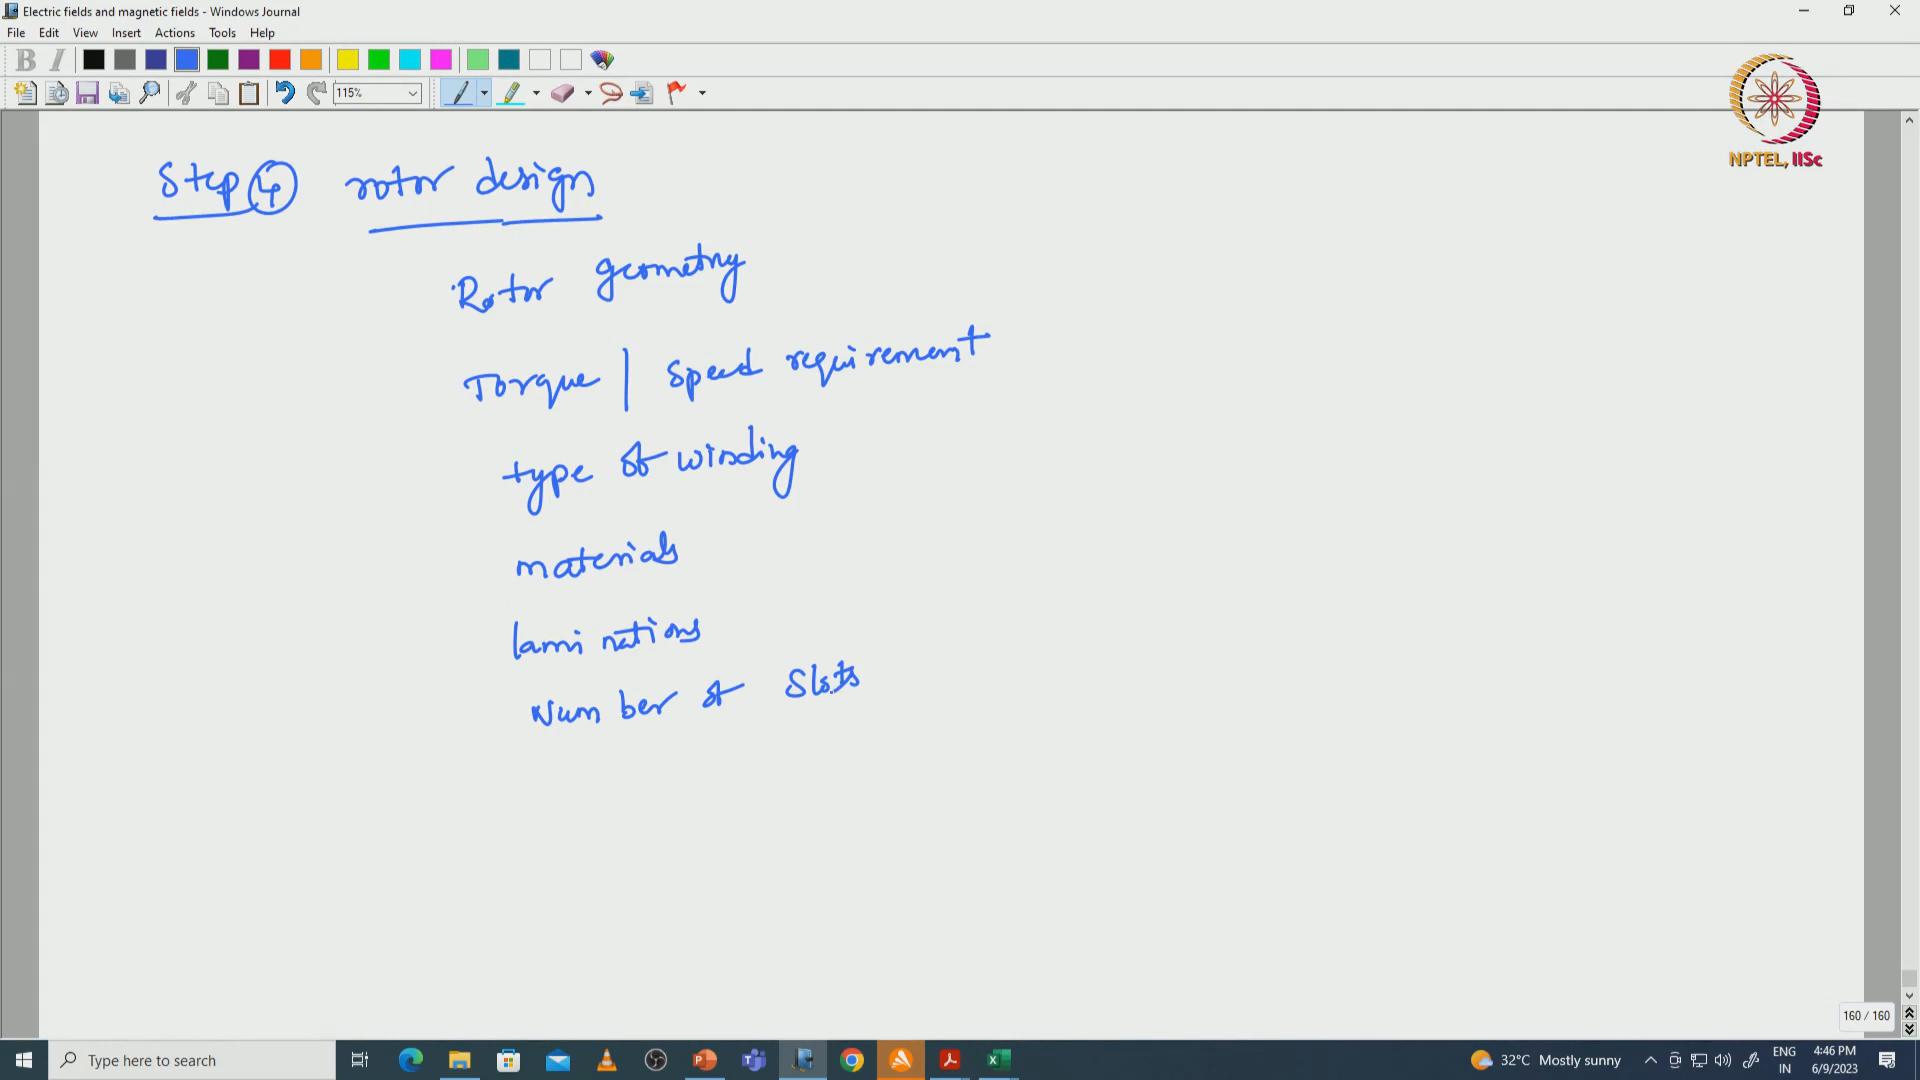 Electric fields and magnetic fields - Windows Journal
File Edit View Insert Actions Tools Help
B I
115%
NPTEL, IISc
Step 4 rotor design
Rotor geometry
Torque | Speed requirement
type of winding
materials
laminations
Number of Slots
160 / 160
Type here to search
32°C Mostly sunny
ENG
IN
4:46 PM
6/9/2023